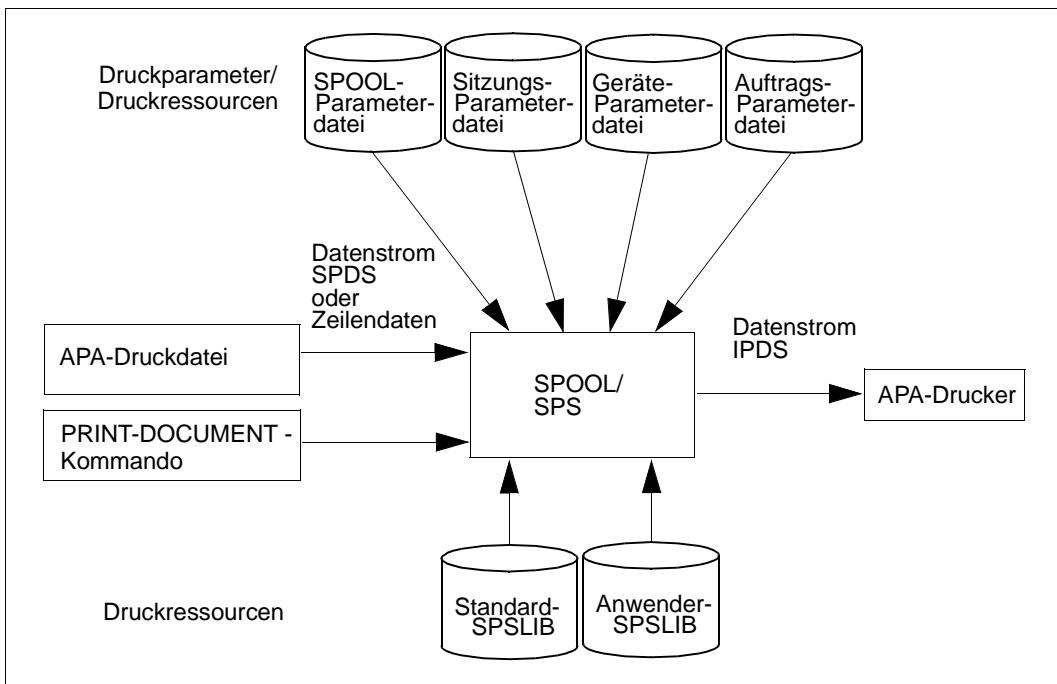 Druckparameter/
Druckressourcen
SPOOL-
Parameter-
datei
Sitzungs-
Parameter-
datei
Geräte-
Parameter-
datei
Auftrags-
Parameter-
datei
Datenstrom
SPDS
oder
Zeilendaten
APA-Druckdatei
PRINT-DOCUMENT -
Kommando
SPOOL/
SPS
Datenstrom
IPDS
APA-Drucker
Druckressourcen
Standard-
SPSLIB
Anwender-
SPSLIB